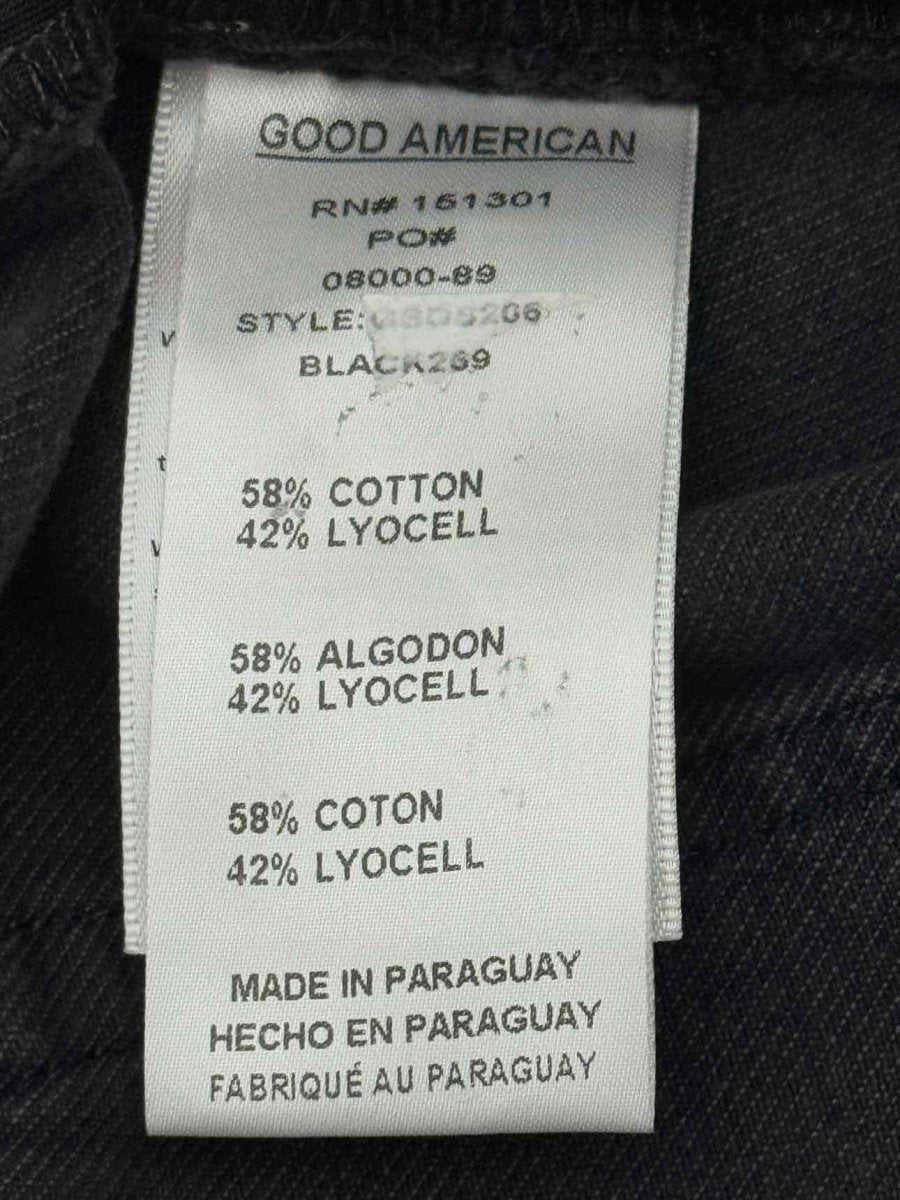 GOOD AMERICAN
RN# 151301
PO#
08000-89
STYLE:
BLACK269
58% COTTON
42% LYOCELL
58% ALGODON
42% LYOCELL
58% COTON
42% LYOCELL
MADE IN PARAGUAY
HECHO EN PARAGUAY
FABRIQUÉ AU PARAGUAY